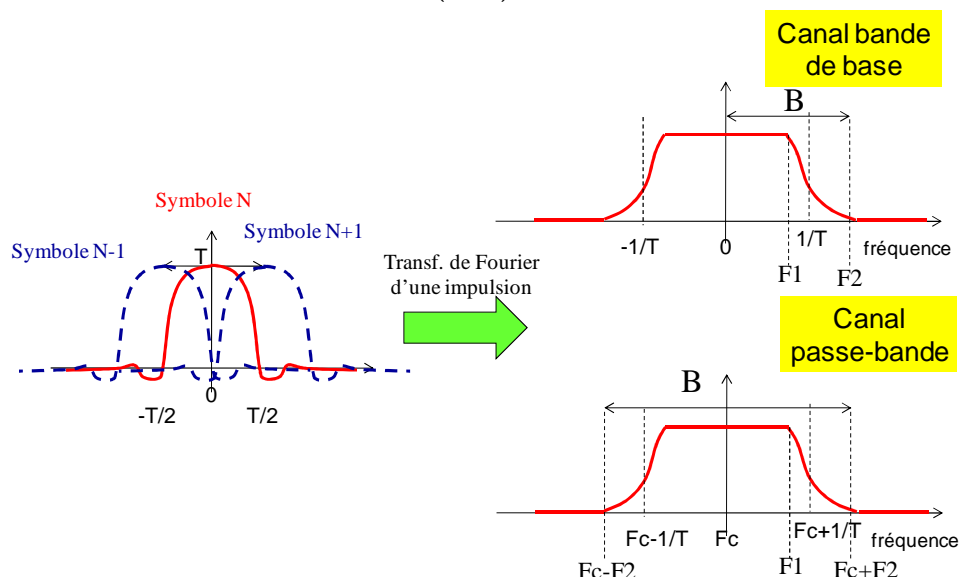 Canal bande
de base
B
-1/T
0
1/T
fréquence
F1
F2
Symbole N
Symbole N-1
Symbole N+1
T
0
-T/2
T/2
Transf. de Fourier
d'une impulsion
Canal
passe-bande
B
Fc-1/T
Fc
Fc+1/T
fréquence
Fc-F2
F1
Fc+F2